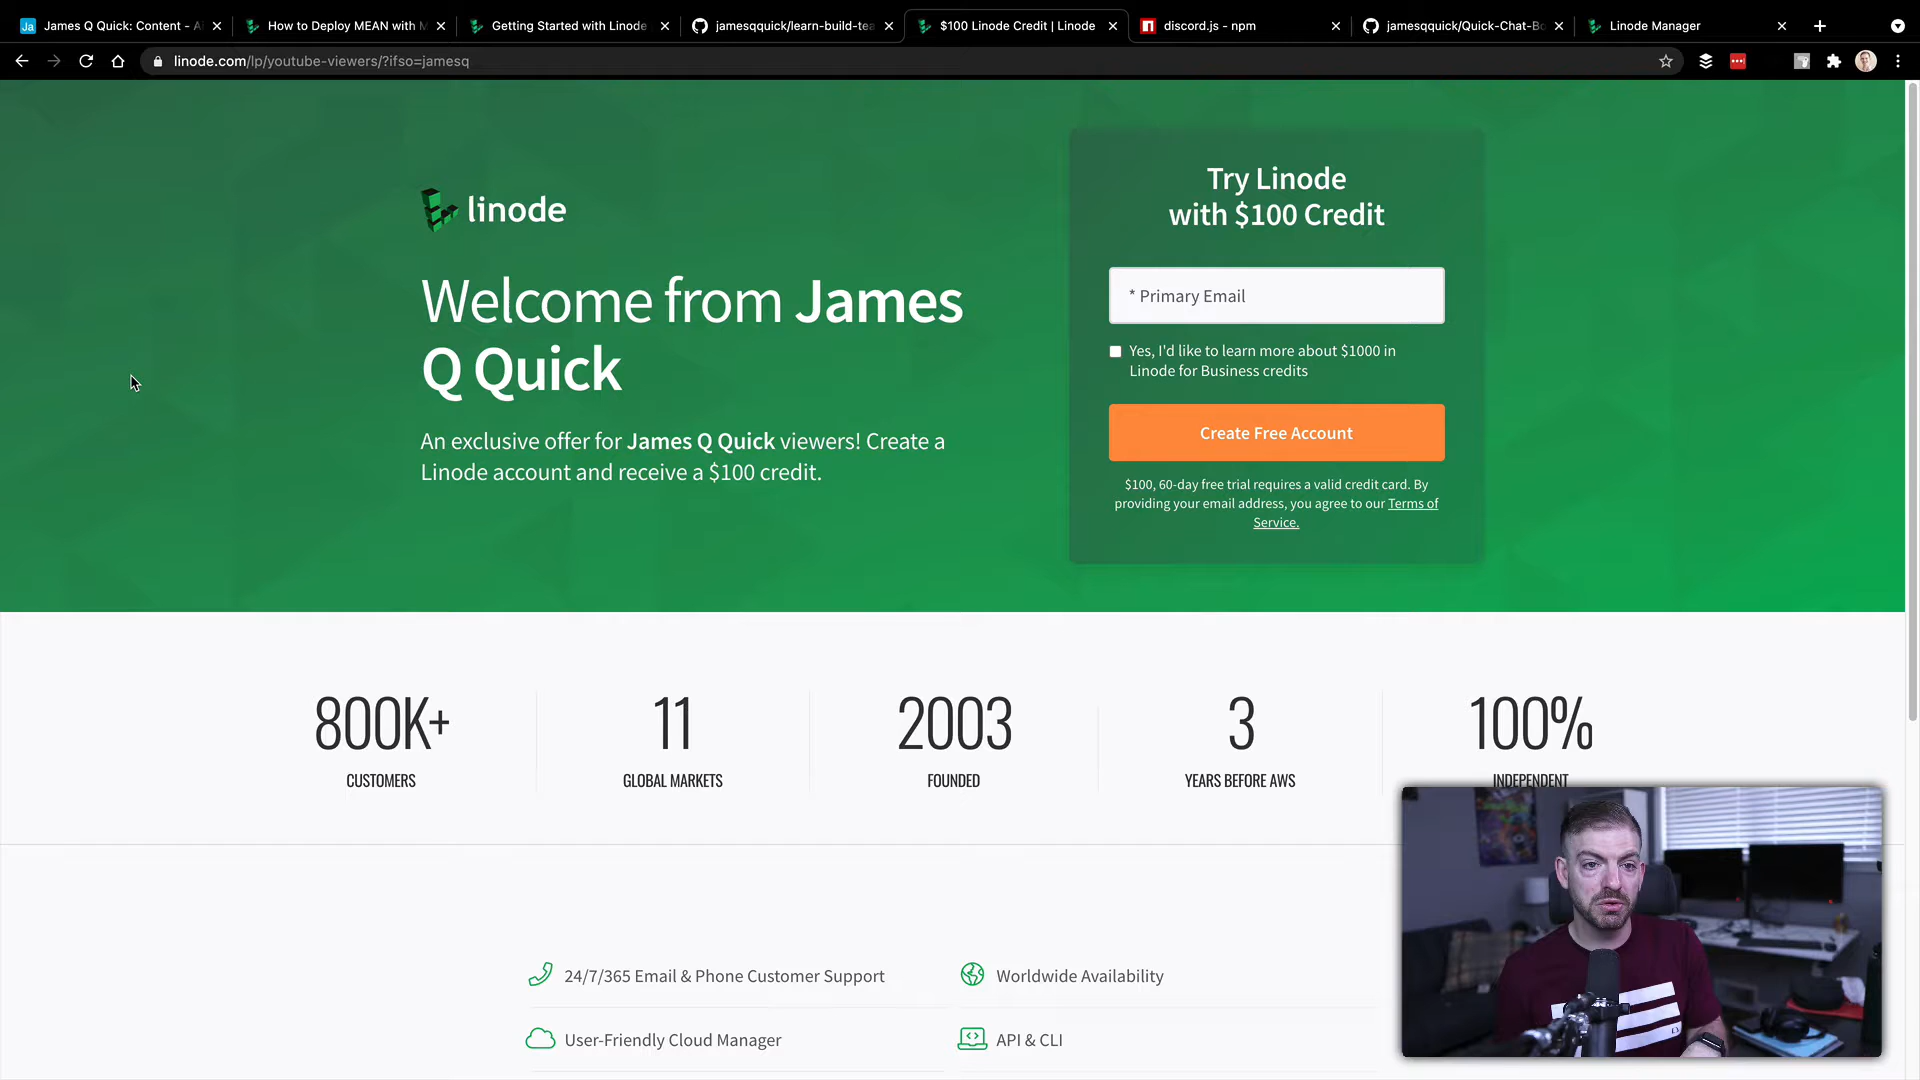 James Q Quick: Content - A
How to Deploy MEAN with M
Getting Started with Linode
jamesqquick/learn-build-tea
$100 Linode Credit | Linode
discord.js - npm
jamesqquick/Quick-Chat-Bo
Linode Manager
linode.com/lp/youtube-viewers/?ifso=jamesq
linode
Welcome from James
Q Quick
An exclusive offer for James Q Quick viewers! Create a
Linode account and receive a $100 credit.
Try Linode
with $100 Credit
* Primary Email
Yes, I'd like to learn more about $1000 in
Linode for Business credits
Create Free Account
$100, 60-day free trial requires a valid credit card. By
providing your email address, you agree to our Terms of
Service.
800K+
CUSTOMERS
11
GLOBAL MARKETS
2003
FOUNDED
3
YEARS BEFORE AWS
100%
INDEPENDENT
24/7/365 Email & Phone Customer Support
Worldwide Availability
User-Friendly Cloud Manager
API & CLI